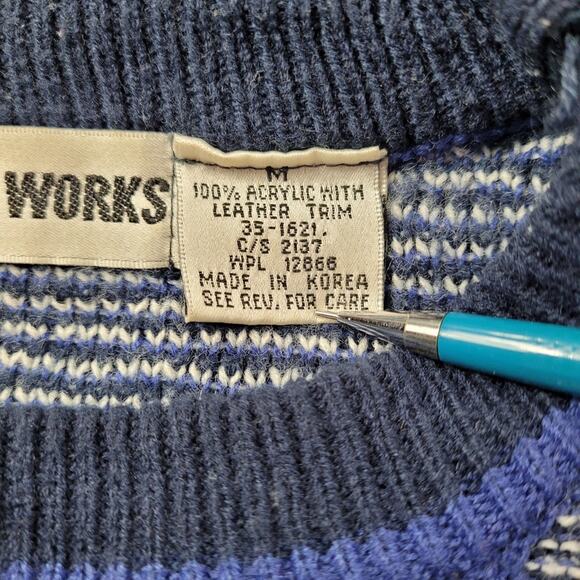 WORKS
M
100% ACRYLIC WITH
LEATHER TRIM
35-1621.
C/S 2137
WPL 12866
MADE IN KOREA
SEE REV. FOR CARE